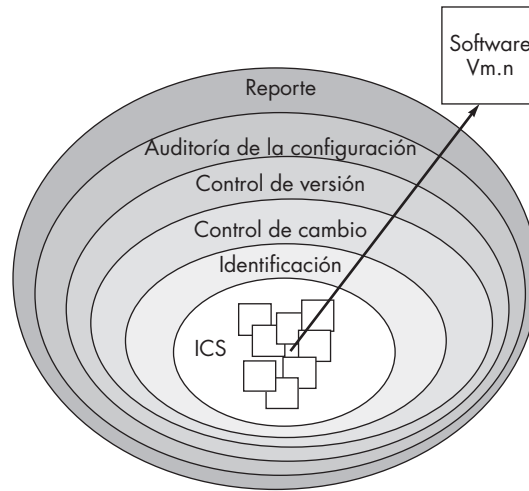 Software
Vm.n
Reporte
Auditoría de la configuración
Control de versión
Control de cambio
Identificación
ICS